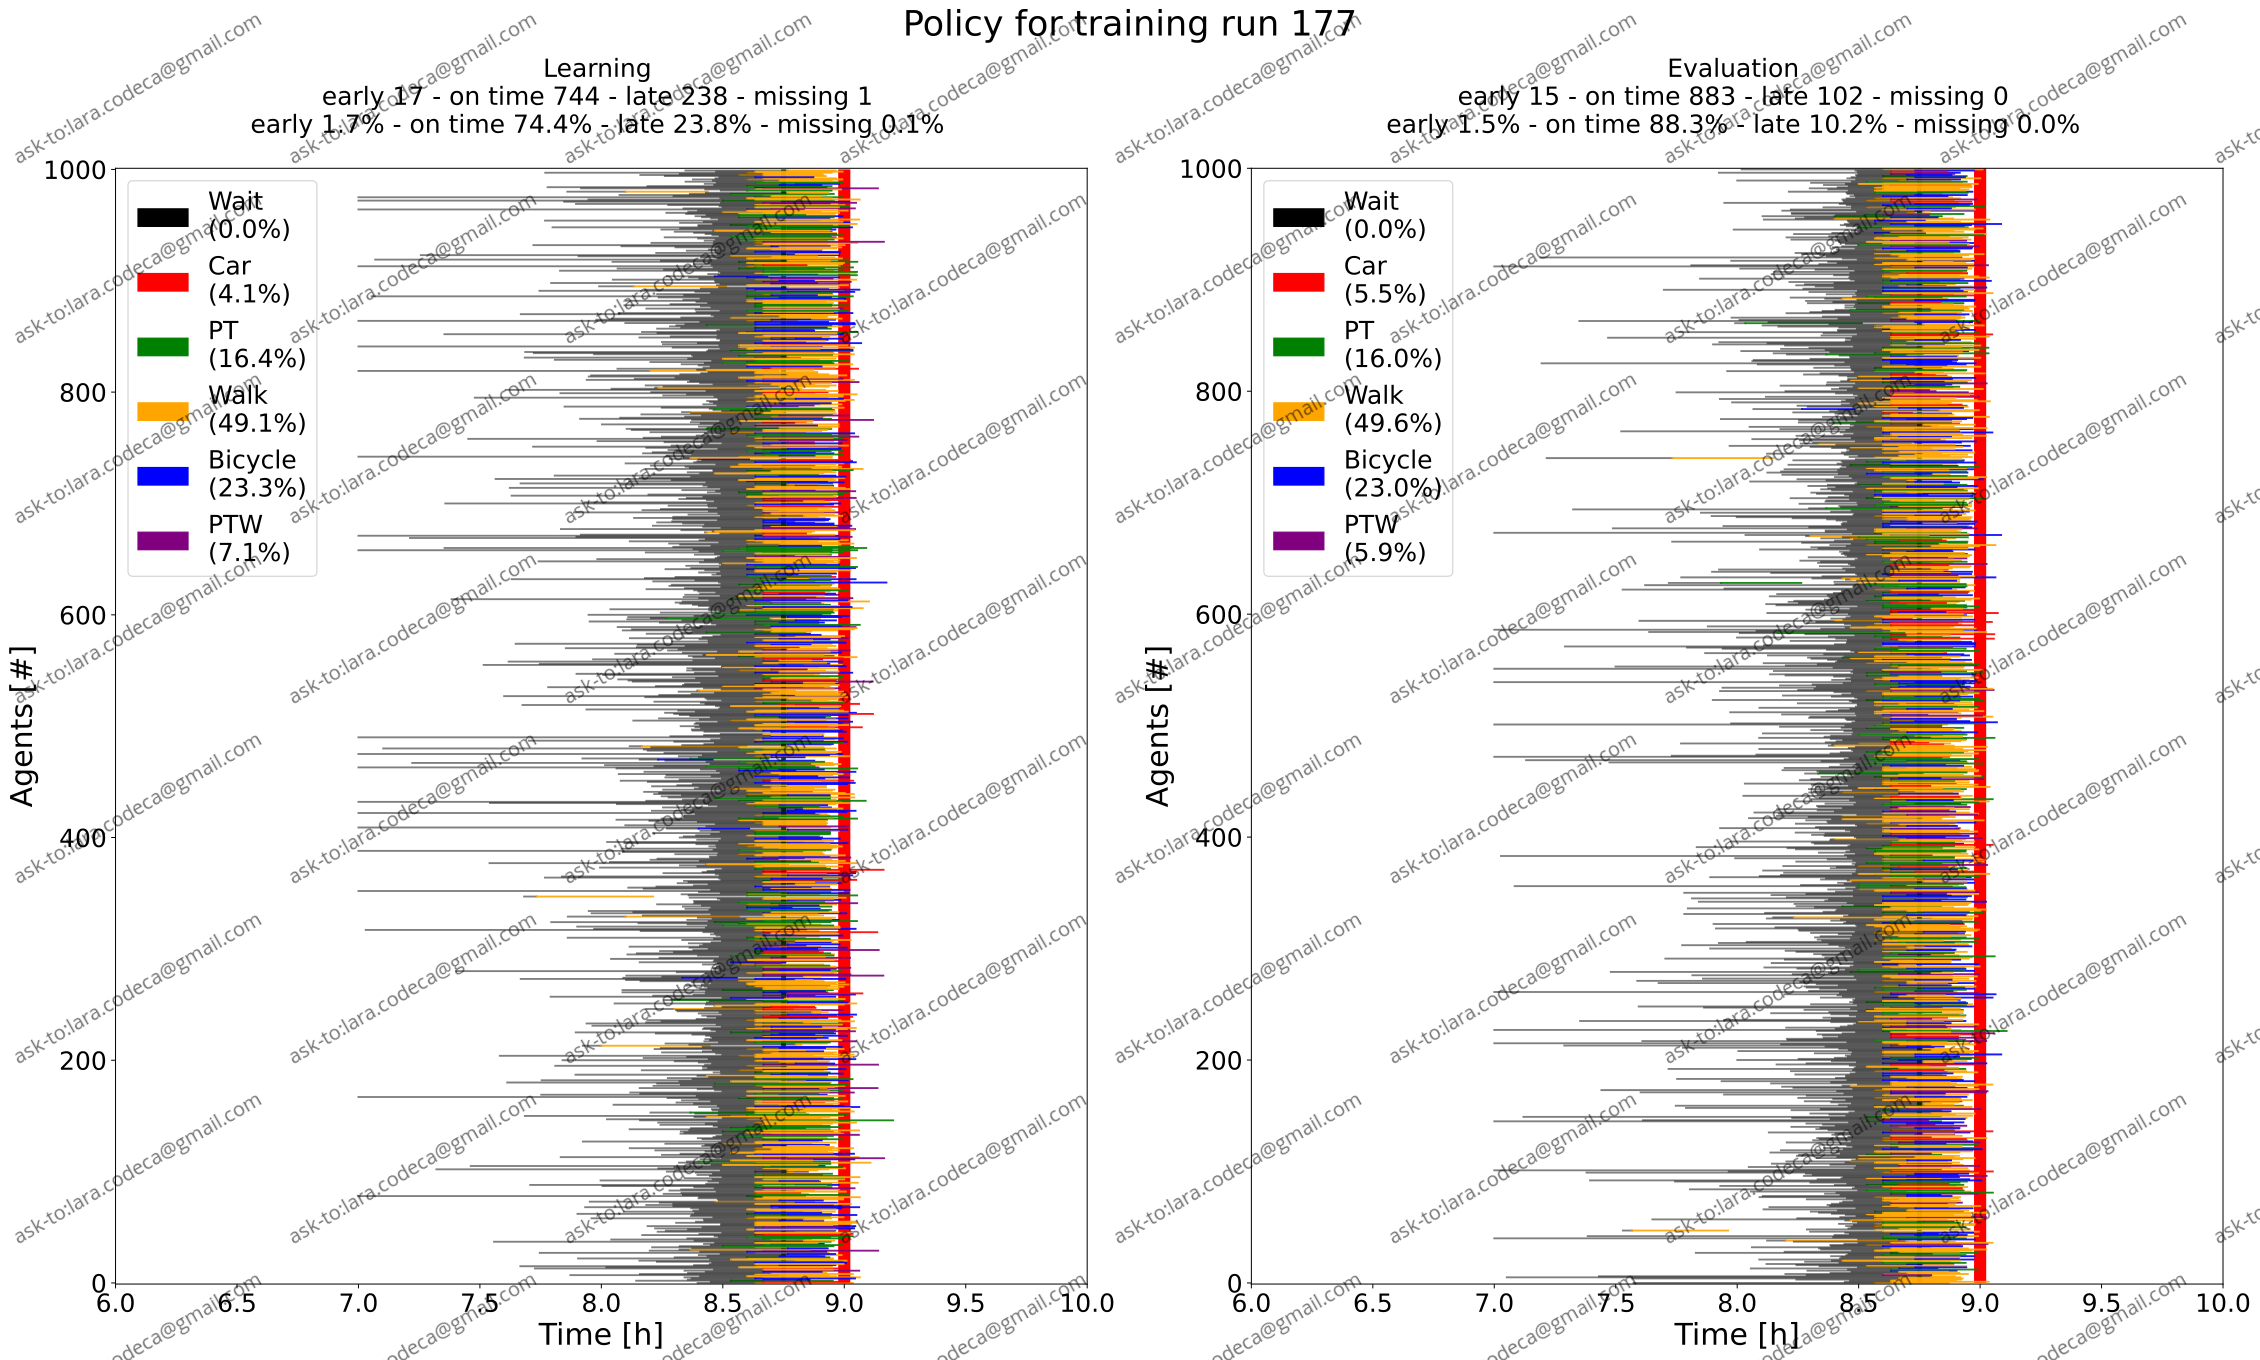 Policy for training run 177
Learning
early 17 - on time 744 - late 238 - missing 1
early 1.7% - on time 74.4% - late 23.8% - missing 0.1%
Agents [#]
1000
800
600
400
200
0
Wait
(0.0%)
Car
(4.1%)
PT
(16.4%)
Walk
(49.1%)
Bicycle
(23.3%)
PTW
(7.1%)
6.0 6.5 7.0 7.5 8.0 8.5 9.0 9.5 10.0
Time [h]
Evaluation
early 15 - on time 883 - late 102 - missing 0
early 1.5% - on time 88.3% - late 10.2% - missing 0.0%
Agents [#]
1000
800
600
400
200
0
Wait
(0.0%)
Car
(5.5%)
PT
(16.0%)
Walk
(49.6%)
Bicycle
(23.0%)
PTW
(5.9%)
6.0 6.5 7.0 7.5 8.0 8.5 9.0 9.5 10.0
Time [h]
ask-to:lara.codeca@gmail.com